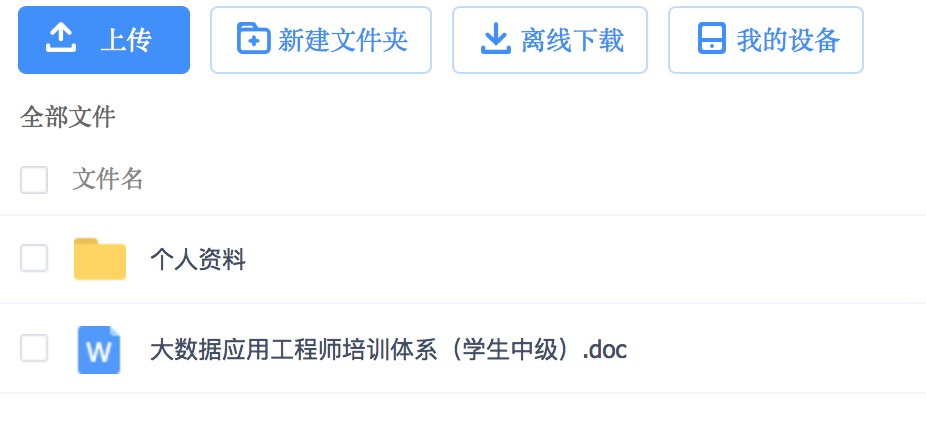 上传 新建文件夹 离线下载 我的设备
全部文件
文件名
个人资料
W 大数据应用工程师培训体系（学生中级）.doc